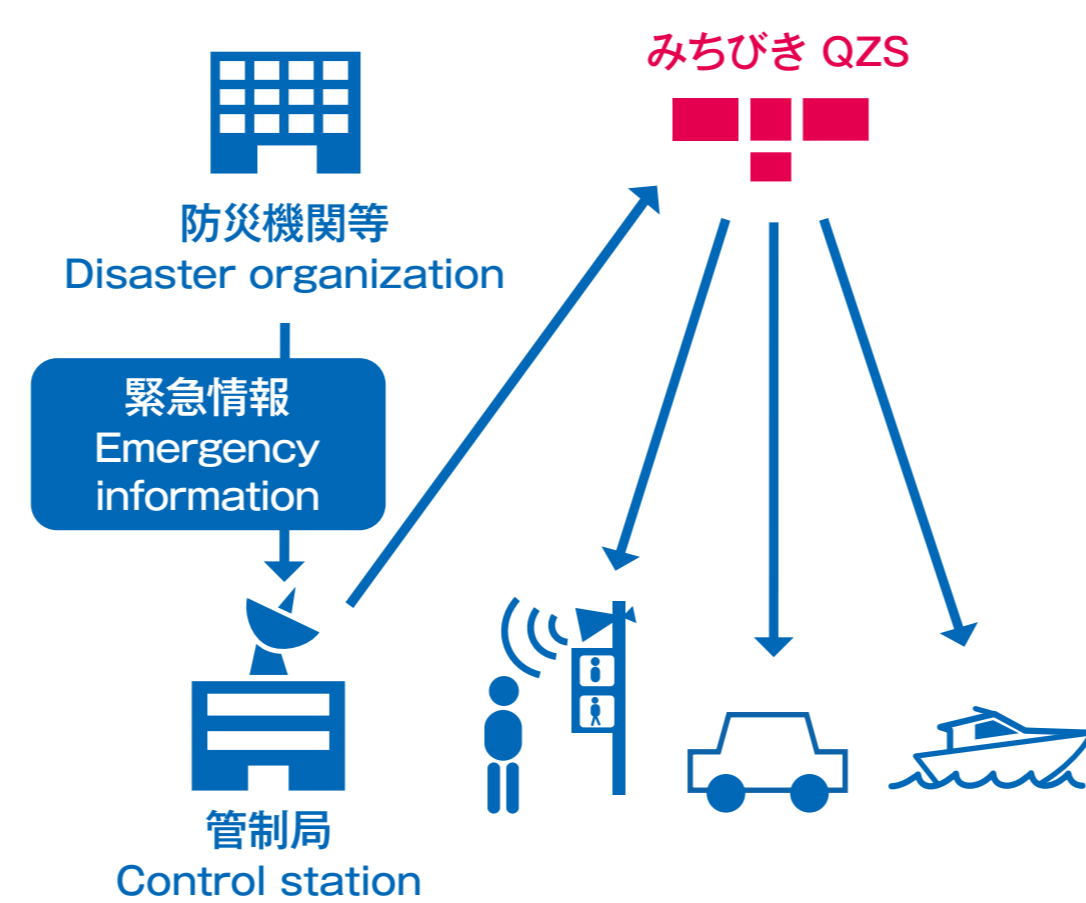 みちびき QZS
防災機関等
Disaster organization
緊急情報
Emergency
information
管制局
Control station